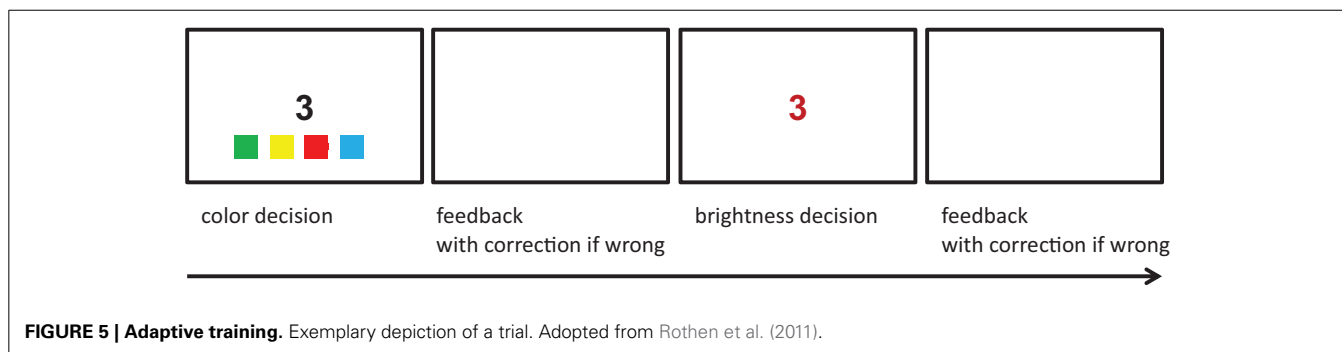 3
3
color decision
feedback
with correction if wrong
brightness decision
feedback
with correction if wrong
FIGURE 5 | Adaptive training. Exemplary depiction of a trial. Adopted from Rothen et al. (2011).